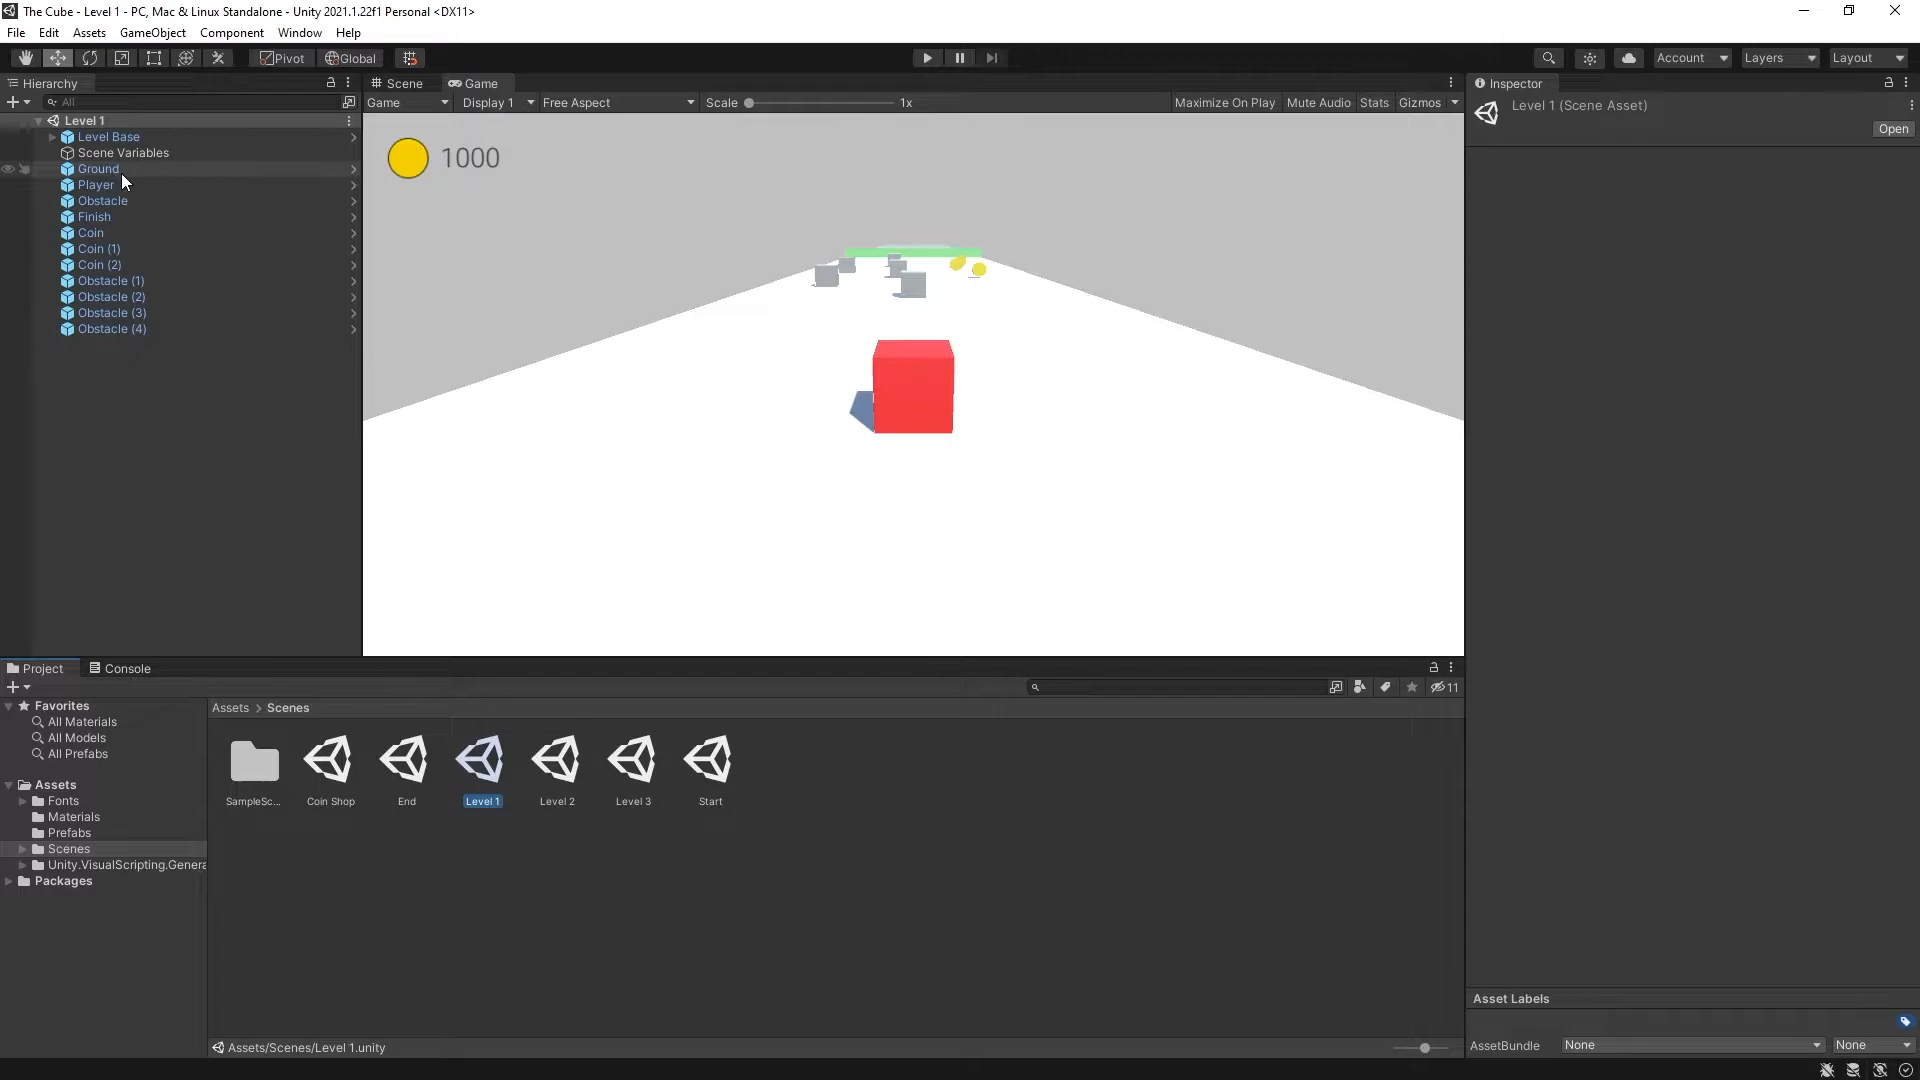 The Cube - Level 1 - PC, Mac & Linux Standalone - Unity 2021.1.22f1 Personal <DX11>
File Edit Assets GameObject Component Window Help
Pivot Global Account Layers Layout
Hierarchy
All
Level 1
Level Base
Scene Variables
Ground
Player
Obstacle
Finish
Coin
Coin (1)
Coin (2)
Obstacle (1)
Obstacle (2)
Obstacle (3)
Obstacle (4)
Scene Game
Game Display 1 Free Aspect Scale 1x Maximize On Play Mute Audio Stats Gizmos
1000
Inspector
Level 1 (Scene Asset)
Open
Project Console
11
Favorites
All Materials
All Models
All Prefabs
Assets
Fonts
Materials
Prefabs
Scenes
Unity.VisualScripting.Genera
Packages
Assets > Scenes
SampleSc... Coin Shop End Level 1 Level 2 Level 3 Start
Assets/Scenes/Level 1.unity
Asset Labels
AssetBundle None None